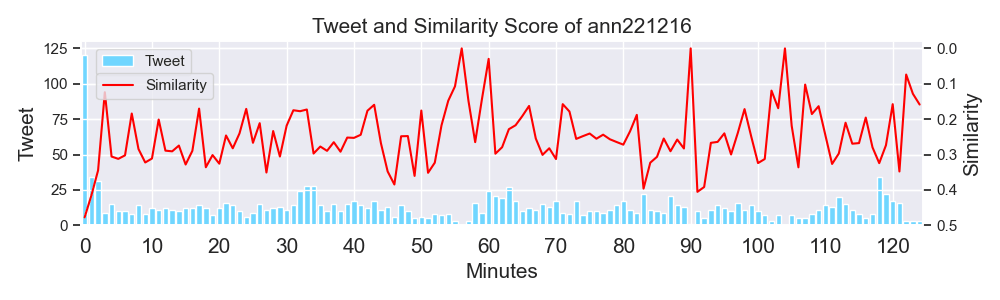 Tweet and Similarity Score of ann221216
Tweet
Similarity
125
100
75
50
25
0
Tweet
0.0
0.1
0.2
0.3
0.4
0.5
Similarity
0 10 20 30 40 50 60 70 80 90 100 110 120
Minutes